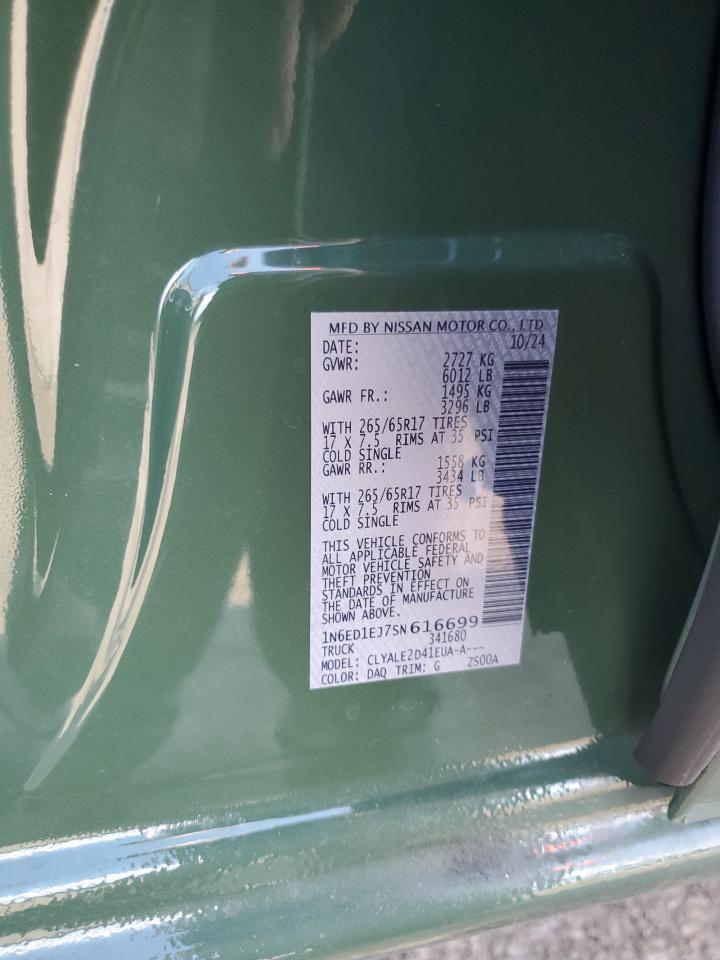 MFD BY NISSAN MOTOR CO., LTD.
DATE: 10/24
GVWR: 2727 KG
6012 LB
GAWR FR.: 1495 KG
3296 LB
WITH 265/65R17 TIRES
17 X 7.5 RIMS AT 35 PSI
COLD SINGLE
GAWR RR.: 1558 KG
3434 LB
WITH 265/65R17 TIRES
17 X 7.5 RIMS AT 35 PSI
COLD SINGLE
THIS VEHICLE CONFORMS TO
ALL APPLICABLE FEDERAL
MOTOR VEHICLE SAFETY AND
THEFT PREVENTION
STANDARDS IN EFFECT ON
THE DATE OF MANUFACTURE
SHOWN ABOVE.
1N6ED1EJ7SN616699
TRUCK 341680
MODEL: CLYALE2D41EUA-A---
COLOR: DAQ TRIM: G ZS00A